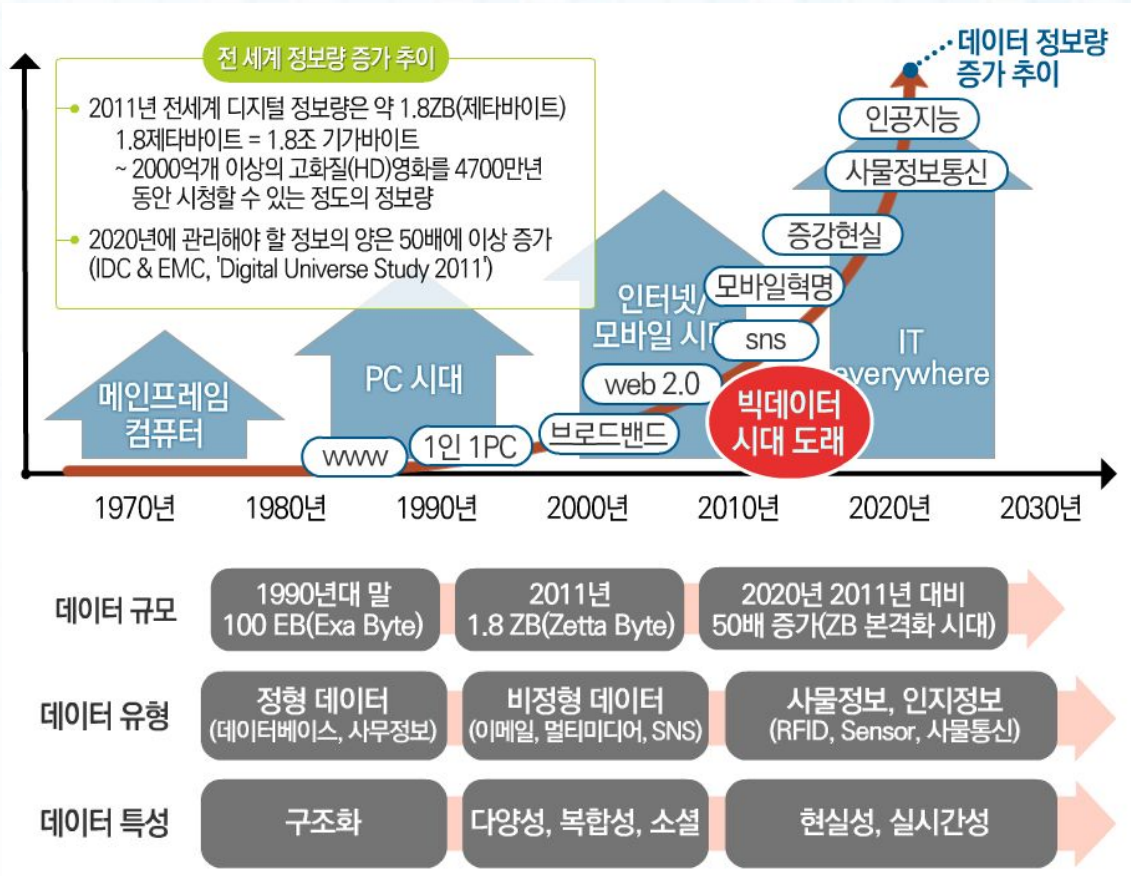 전 세계 정보량 증가 추이
2011년 전세계 디지털 정보량은 약 1.8ZB(제타바이트)
1.8제타바이트 = 1.8조 기가바이트
~ 2000억개 이상의 고화질(HD)영화를 4700만년
동안 시청할 수 있는 정도의 정보량
2020년에 관리해야 할 정보의 양은 50배에 이상 증가
(IDC & EMC, 'Digital Universe Study 2011')
데이터 정보량
증가 추이
인공지능
사물정보통신
증강현실
모바일혁명
sns
web 2.0
브로드밴드
1인 1PC
www
메인프레임
컴퓨터
PC 시대
인터넷/
모바일 시대
IT
everywhere
빅데이터
시대 도래
1970년
1980년
1990년
2000년
2010년
2020년
2030년
데이터 규모
1990년대 말
100 EB(Exa Byte)
2011년
1.8 ZB(Zetta Byte)
2020년 2011년 대비
50배 증가(ZB 본격화 시대)
데이터 유형
정형 데이터
(데이터베이스, 사무정보)
비정형 데이터
(이메일, 멀티미디어, SNS)
사물정보, 인지정보
(RFID, Sensor, 사물통신)
데이터 특성
구조화
다양성, 복합성, 소셜
현실성, 실시간성